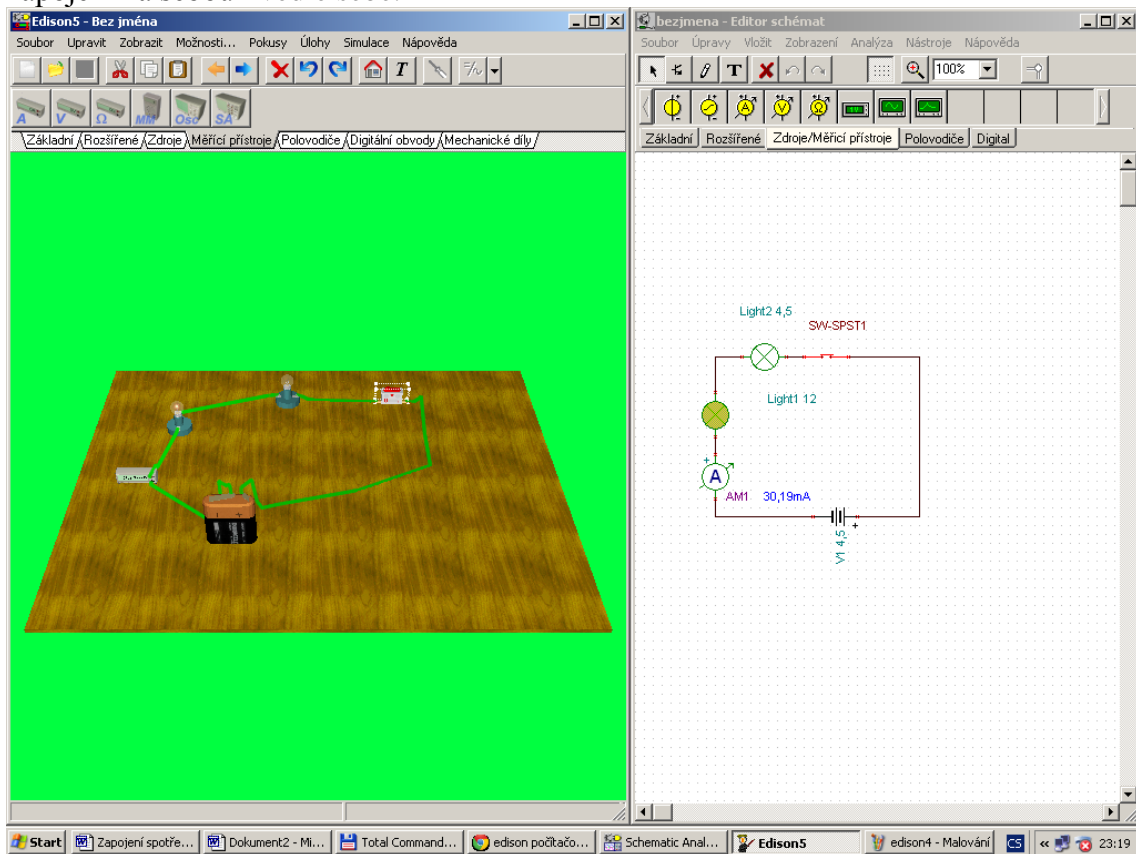 Edison5 - Bez jména
Soubor Upravit Zobrazit Možnosti... Pokusy Úlohy Simulace Nápověda
T
A V Ω MM Osc SA
Základní Rozšířené Zdroje Měřící přístroje Polovodiče Digitální obvody Mechanické díly
bezjmena - Editor schémat
Soubor Úpravy Vložit Zobrazení Analýza Nástroje Nápověda
T 100%
Základní Rozšířené Zdroje/Měřicí přístroje Polovodiče Digital
Light2 4,5
SW-SPST1
Light1 12
+
A
AM1 30,19mA
+
V1 4,5
Start Zapojení spotře... Dokument2 - Mi... Total Command... edison počítačo... Schematic Anal... Edison5 edison4 - Malování CS « 23:19